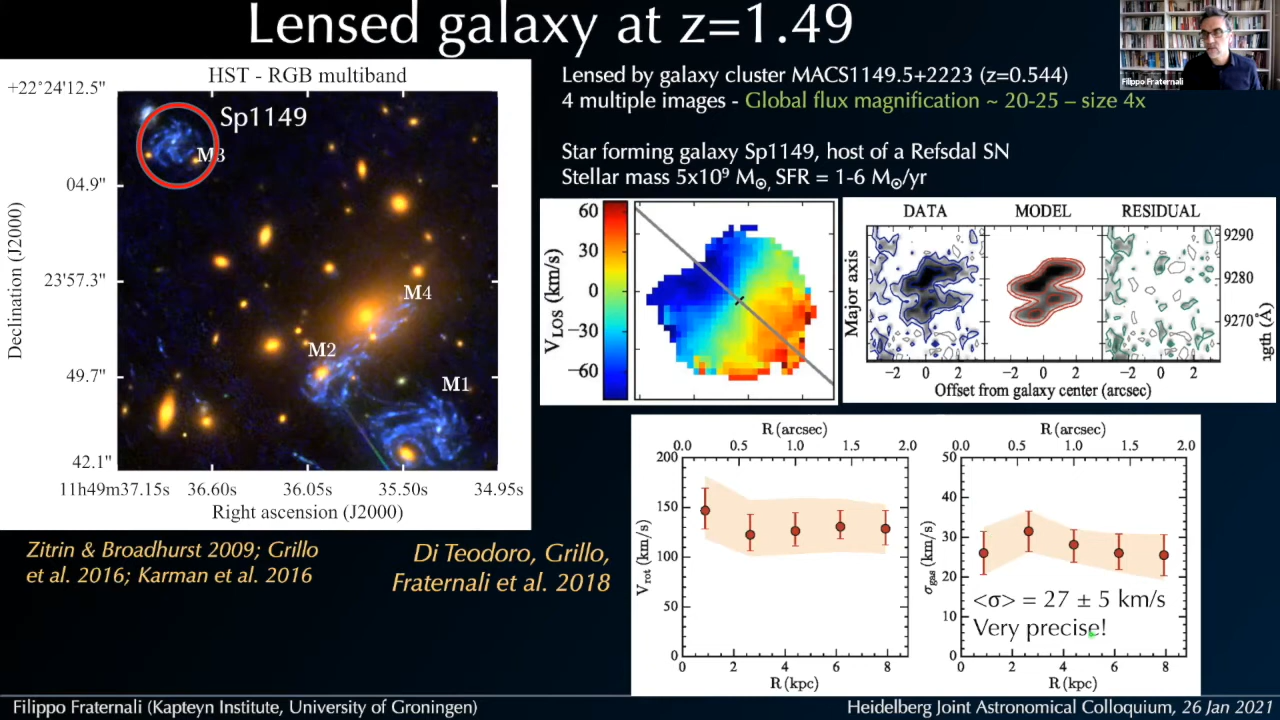 Lensed galaxy at z=1.49
Filippo Fraternali
HST - RGB multiband
+22°24'12.5"
04.9"
23'57.3"
49.7"
42.1"
Declination (J2000)
Sp1149
M3
M4
M2
M1
11h49m37.15s 36.60s 36.05s 35.50s 34.95s
Right ascension (J2000)
Zitrin & Broadhurst 2009; Grillo
et al. 2016; Karman et al. 2016
Di Teodoro, Grillo,
Fraternali et al. 2018
Lensed by galaxy cluster MACS1149.5+2223 (z=0.544)
4 multiple images - Global flux magnification ~ 20-25 – size 4x
Star forming galaxy Sp1149, host of a Refsdal SN
Stellar mass 5x10⁹ M⊙, SFR = 1-6 M⊙/yr
V_LOS (km/s)
60
30
0
−30
−60
DATA MODEL RESIDUAL
Major axis
9290
9280
9270
ngth (Å)
−2 0 2 −2 0 2 −2 0 2
Offset from galaxy center (arcsec)
R (arcsec)
0.0 0.6 1.0 1.4 2.0
200
150
100
50
0
V_rot (km/s)
0 2 4 6 8
R (kpc)
R (arcsec)
0.0 0.6 1.0 1.4 2.0
50
40
30
20
10
0
σ_gas (km/s)
<σ> = 27 ± 5 km/s
Very precise!
0 2 4 6 8
R (kpc)
Filippo Fraternali (Kapteyn Institute, University of Groningen)
Heidelberg Joint Astronomical Colloquium, 26 Jan 2021